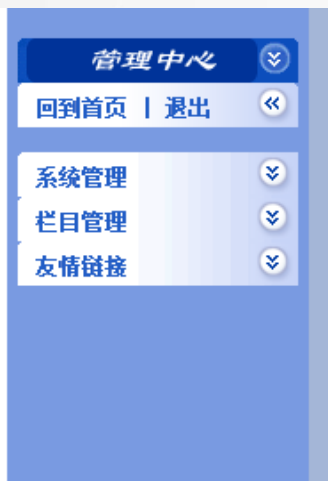 管理中心
回到首页 | 退出
系统管理
栏目管理
友情链接